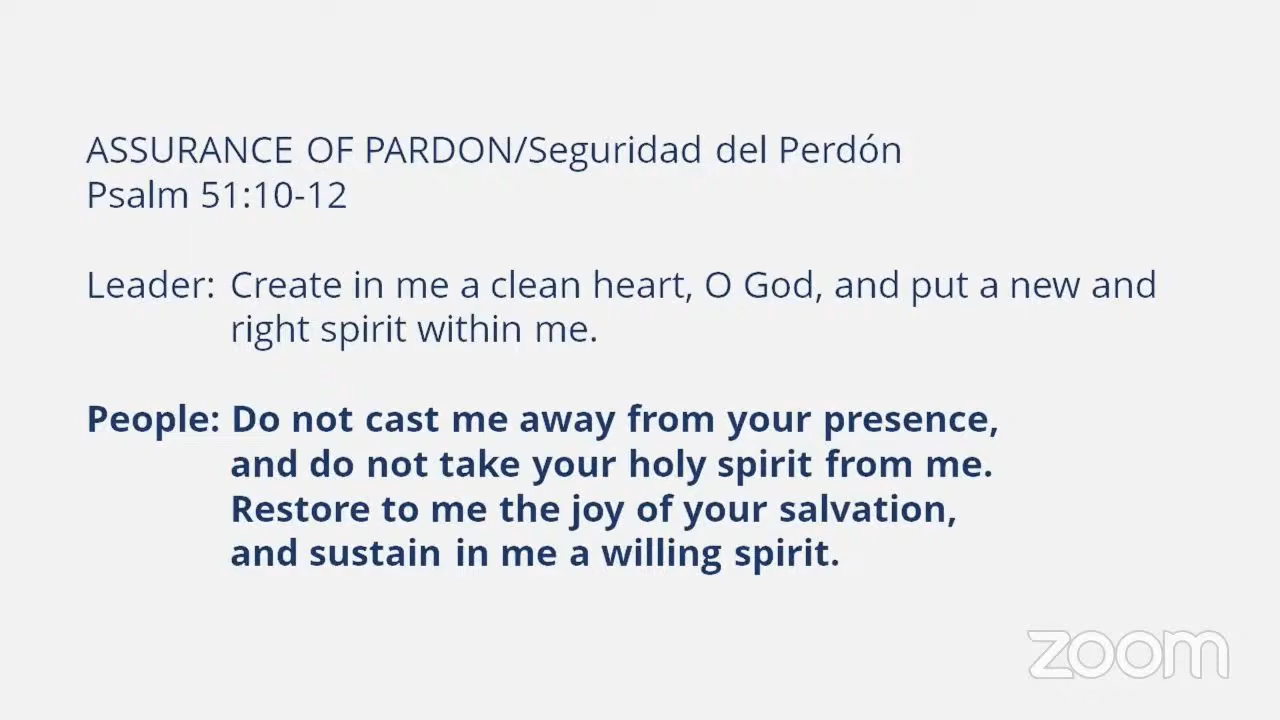 ASSURANCE OF PARDON/Seguridad del Perdón
Psalm 51:10-12
Leader: Create in me a clean heart, O God, and put a new and
right spirit within me.
People: Do not cast me away from your presence,
and do not take your holy spirit from me.
Restore to me the joy of your salvation,
and sustain in me a willing spirit.
zoom